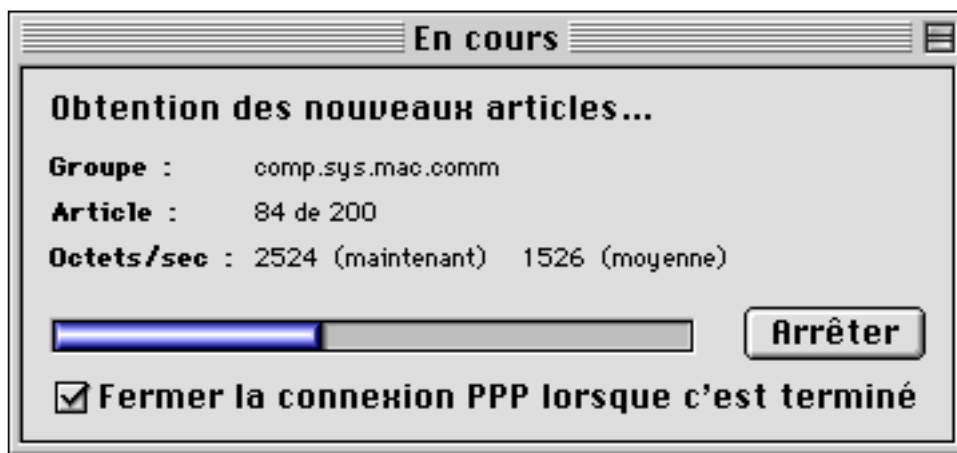 En cours
Obtention des nouveaux articles...
Groupe : comp.sys.mac.comm
Article : 84 de 200
Octets/sec : 2524 (maintenant) 1526 (moyenne)
Arrêter
Fermer la connexion PPP lorsque c'est terminé